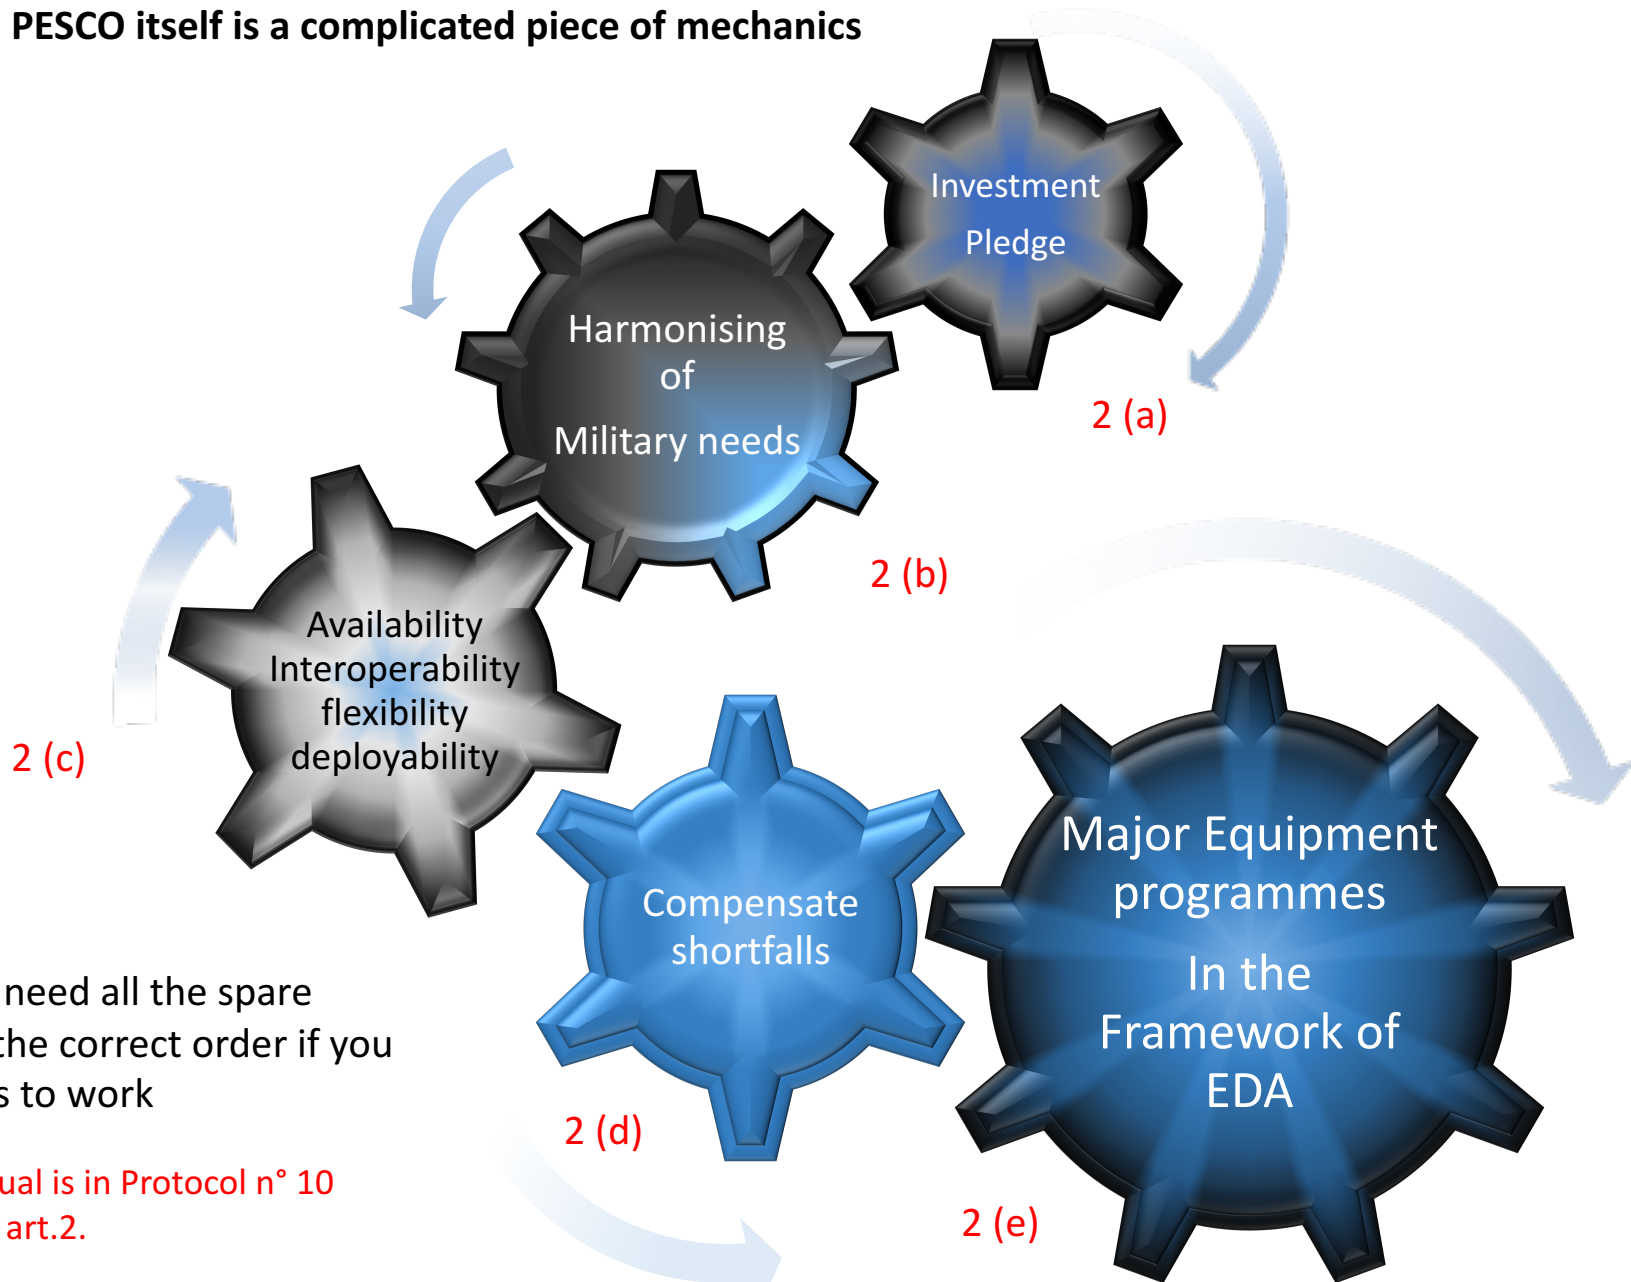 PESCO itself is a complicated piece of mechanics
Investment
Pledge
2 (a)
Harmonising
of
Military needs
2 (b)
Availability
Interoperability
flexibility
deployability
2 (c)
Compensate
shortfalls
2 (d)
Major Equipment
programmes
In the
Framework of
EDA
2 (e)
need all the spare
the correct order if you
to work
is in Protocol n° 10
art.2.